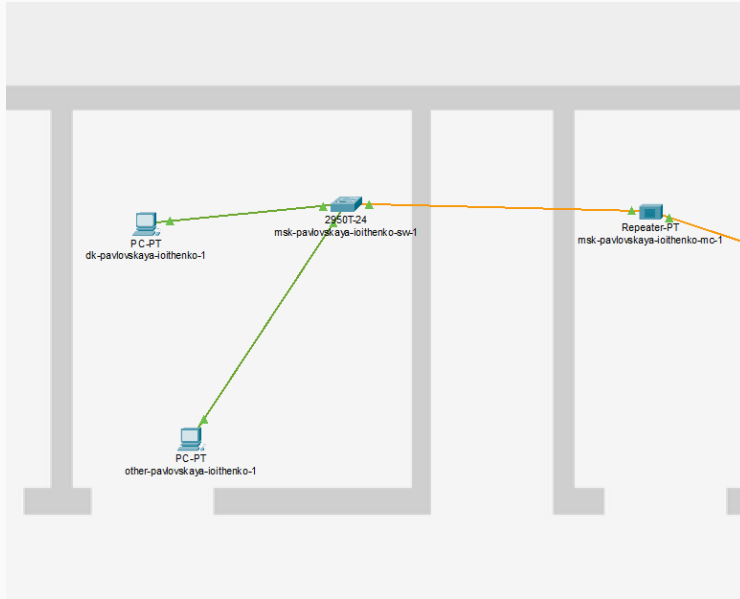 2950T-24
msk-pavlovskaya-ioithenko-sw-1
Repeater-PT
msk-pavlovskaya-ioithenko-mc-1
PC-PT
dk-pavlovskaya-ioithenko-1
PC-PT
other-pavlovskaya-ioithenko-1